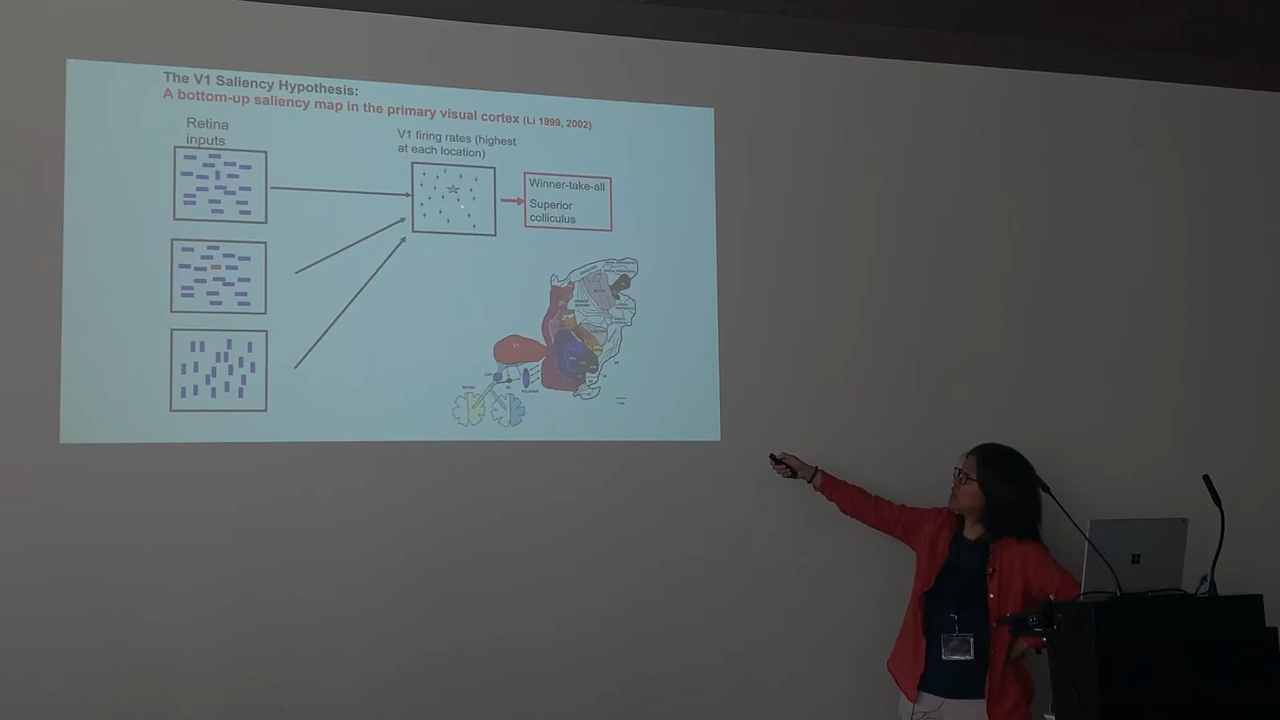 The V1 Saliency Hypothesis:
A bottom-up saliency map in the primary visual cortex (Li 1999, 2002)
Retina
inputs
V1 firing rates (highest
at each location)
Winner-take-all
Superior
colliculus
V1